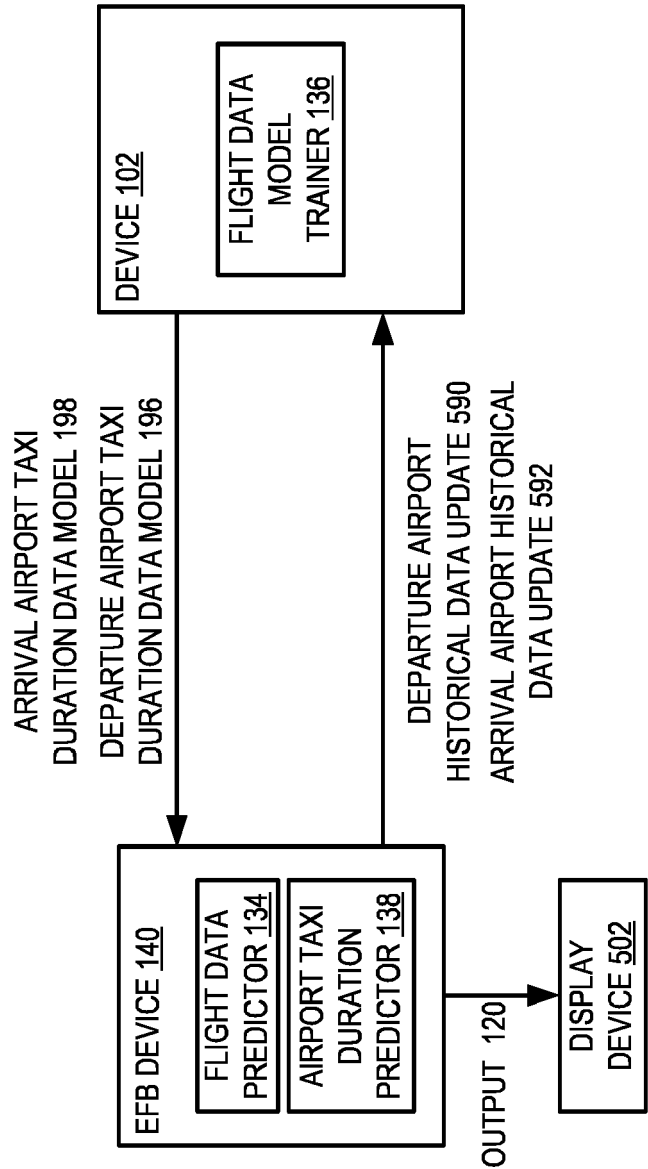 ARRIVAL AIRPORT TAXI
DURATION DATA MODEL 198
DEPARTURE AIRPORT TAXI
DURATION DATA MODEL 196
EFB DEVICE 140
FLIGHT DATA
PREDICTOR 134
AIRPORT TAXI
DURATION
PREDICTOR 138
DEVICE 102
FLIGHT DATA
MODEL
TRAINER 136
DEPARTURE AIRPORT
HISTORICAL DATA UPDATE 590
ARRIVAL AIRPORT HISTORICAL
DATA UPDATE 592
OUTPUT 120
DISPLAY
DEVICE 502